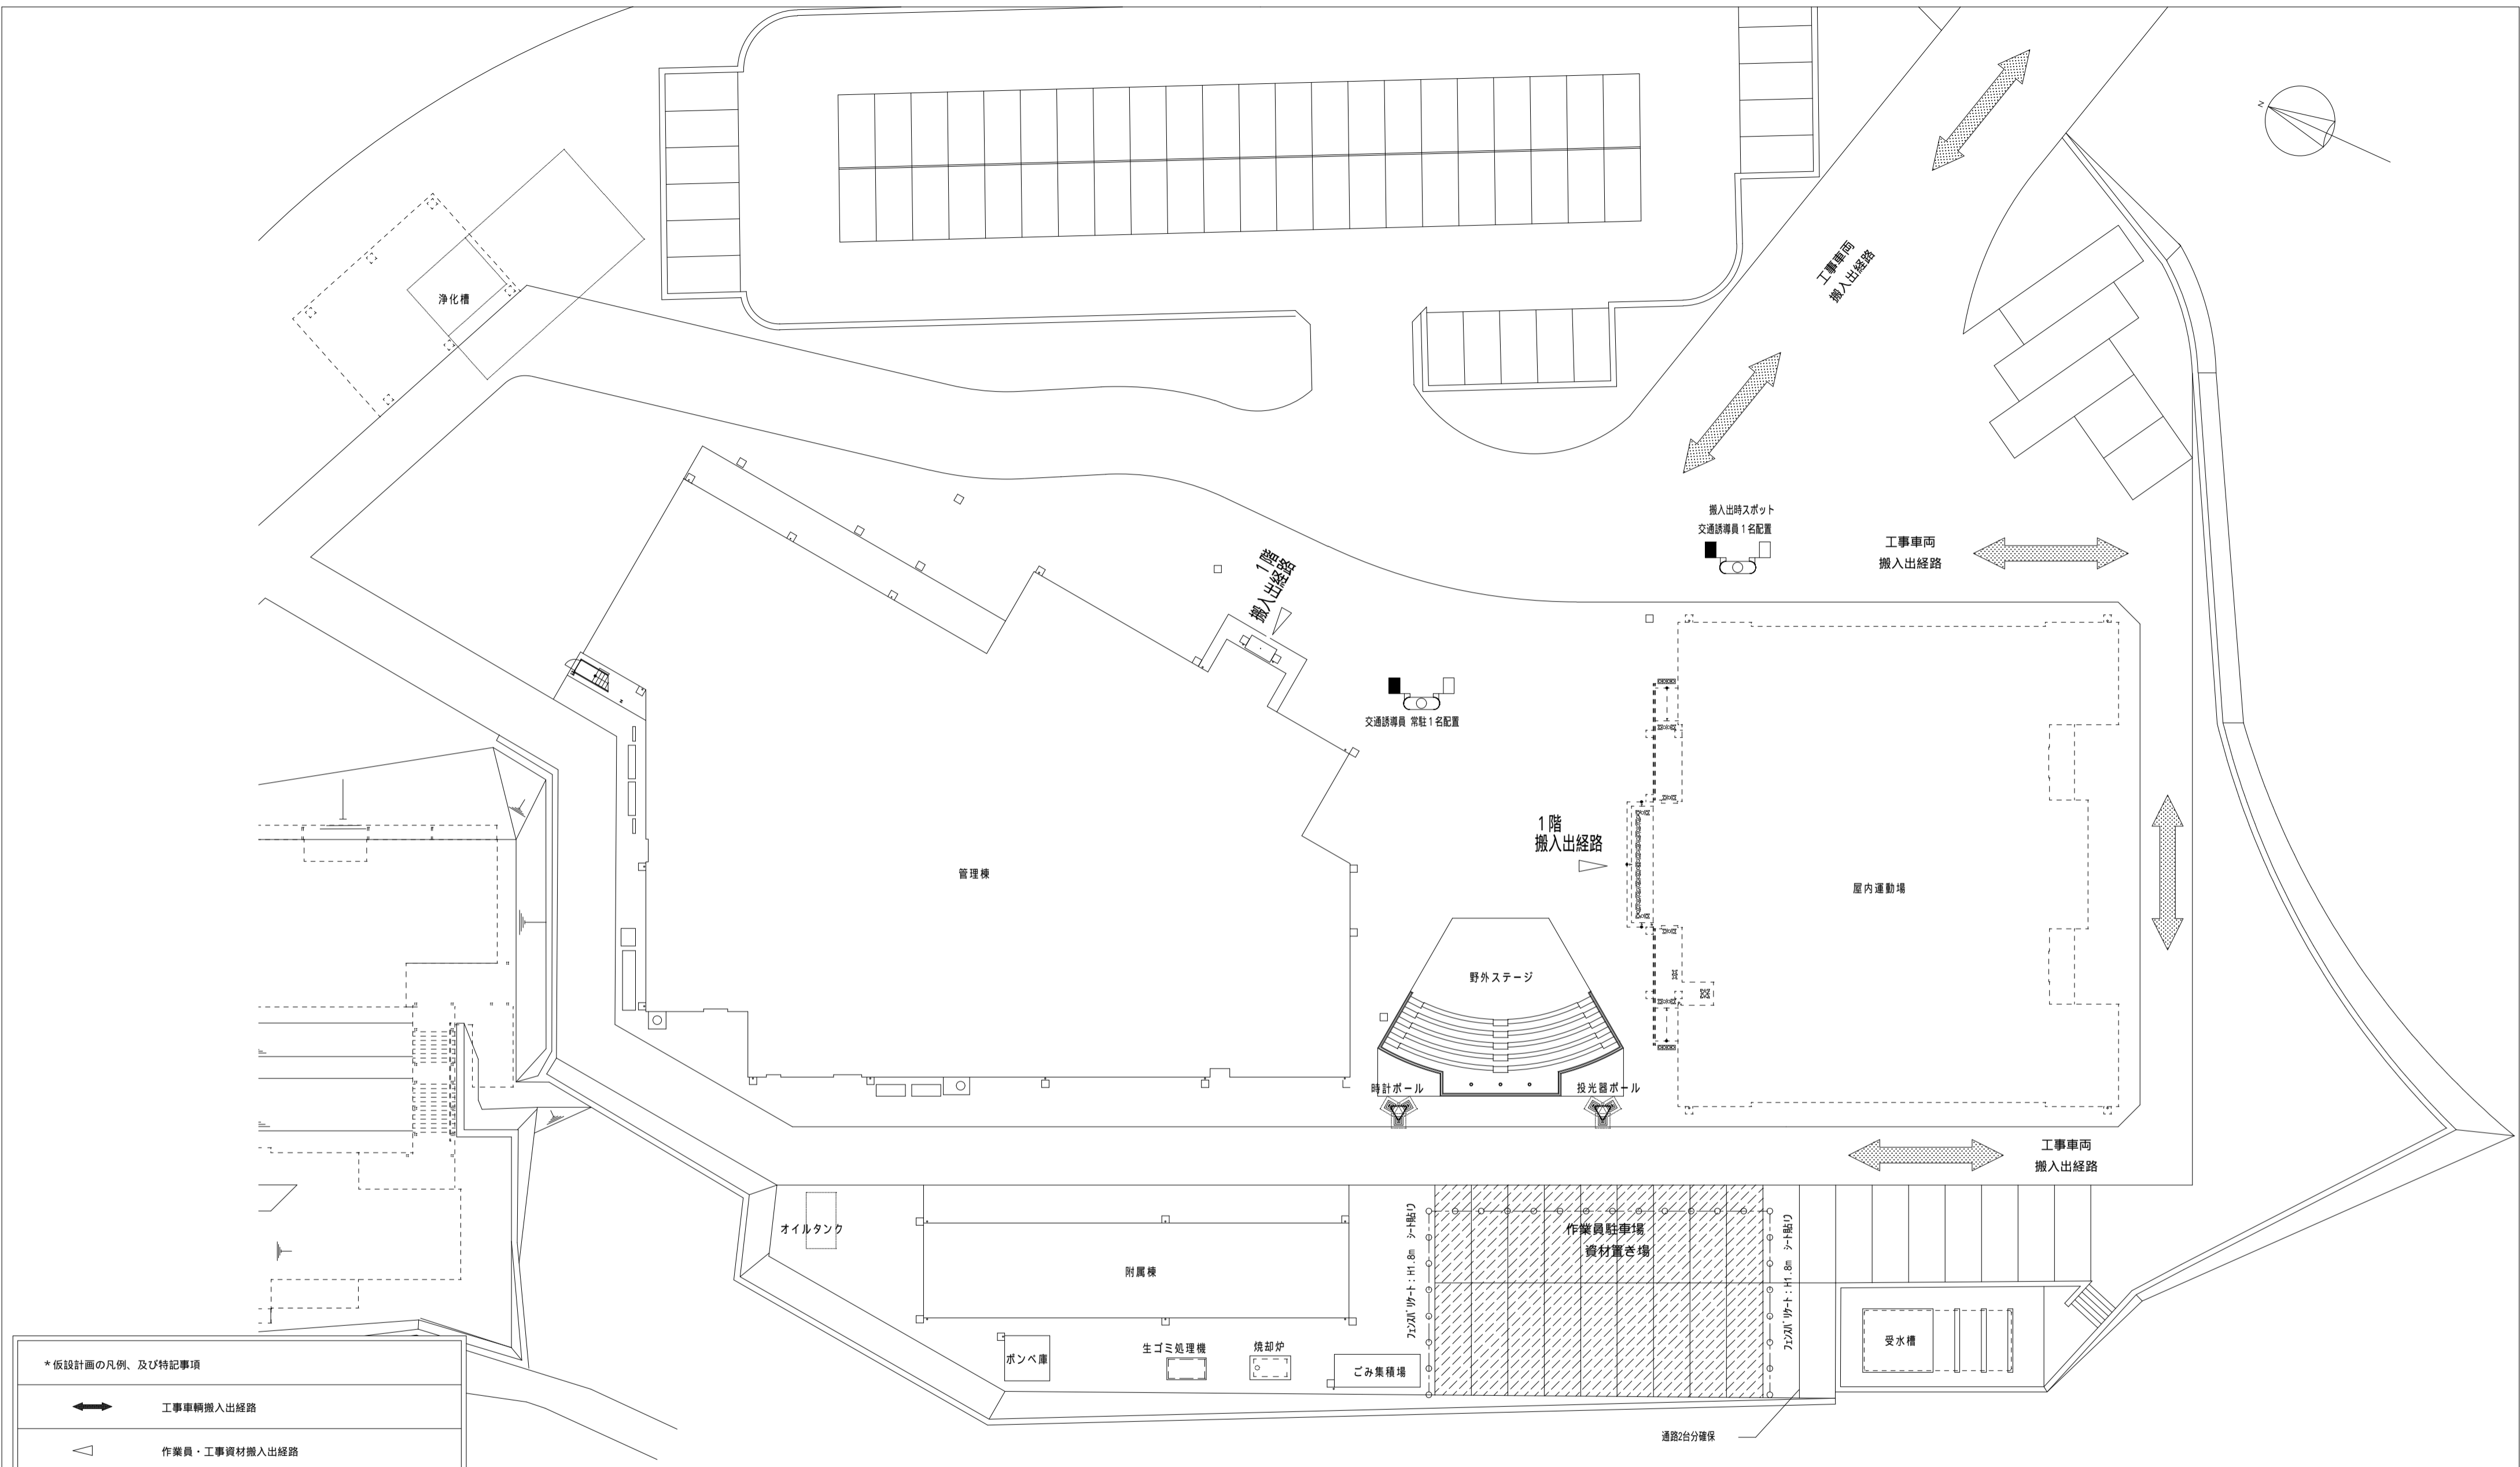 N
工事車両
搬入出経路
浄化槽
搬入出時スポット
交通誘導員 1名配置
工事車両
搬入出経路
1階
搬入出経路
交通誘導員 常駐1名配置
1階
搬入出経路
管理棟
屋内運動場
野外ステージ
時計ポール
投光器ポール
工事車両
搬入出経路
オイルタンク
附属棟
フェンスバリケート:H1.8m シート貼り
作業員駐車場
資材置き場
フェンスバリケート:H1.8m シート貼り
ボンベ庫
生ゴミ処理機
焼却炉
ごみ集積場
受水槽
通路2台分確保
*仮設計画の凡例、及び特記事項
工事車輌搬入出経路
作業員・工事資材搬入出経路